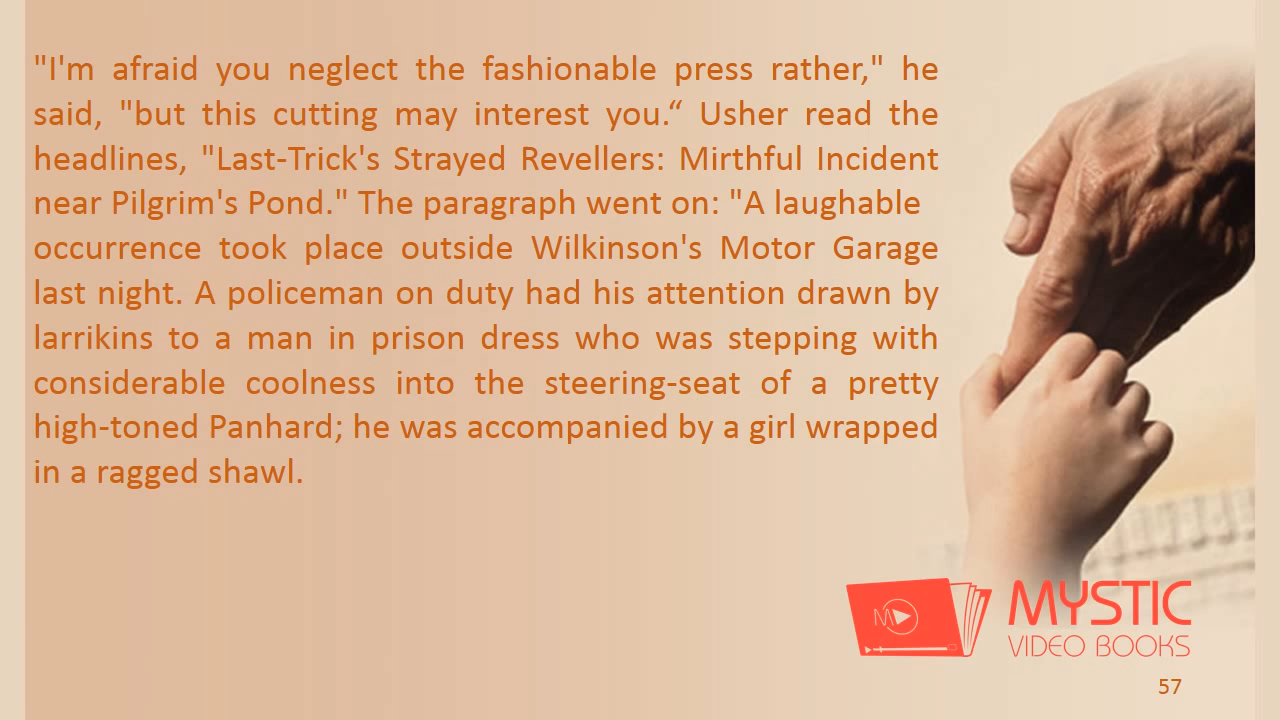 "I'm afraid you neglect the fashionable press rather," he
said, "but this cutting may interest you.“ Usher read the
headlines, "Last-Trick's Strayed Revellers: Mirthful Incident
near Pilgrim's Pond." The paragraph went on: "A laughable
occurrence took place outside Wilkinson's Motor Garage
last night. A policeman on duty had his attention drawn by
larrikins to a man in prison dress who was stepping with
considerable coolness into the steering-seat of a pretty
high-toned Panhard; he was accompanied by a girl wrapped
in a ragged shawl.
M
MYSTIC
VIDEO BOOKS
57